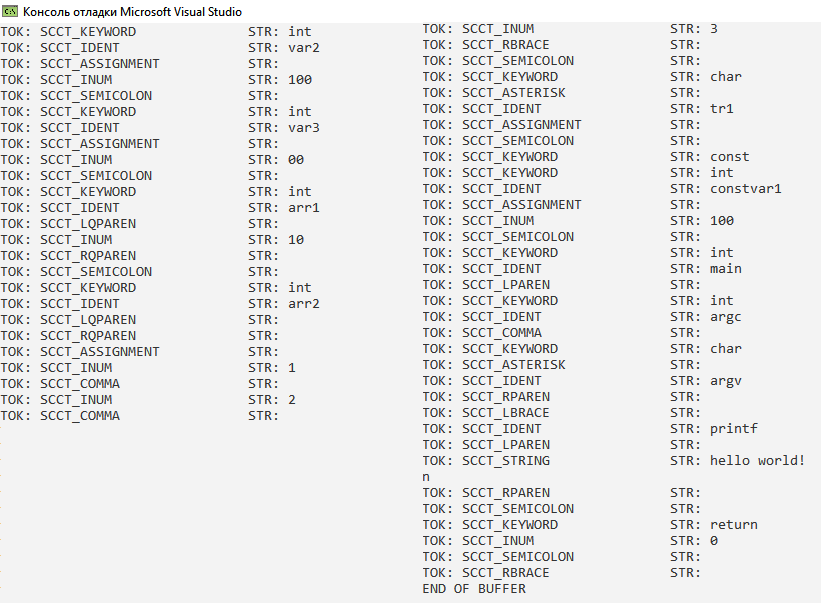 Консоль отладки Microsoft Visual Studio
TOK: SCCT_KEYWORD STR: int
TOK: SCCT_IDENT STR: var2
TOK: SCCT_ASSIGNMENT STR:
TOK: SCCT_INUM STR: 100
TOK: SCCT_SEMICOLON STR:
TOK: SCCT_KEYWORD STR: int
TOK: SCCT_IDENT STR: var3
TOK: SCCT_ASSIGNMENT STR:
TOK: SCCT_INUM STR: 00
TOK: SCCT_SEMICOLON STR:
TOK: SCCT_KEYWORD STR: int
TOK: SCCT_IDENT STR: arr1
TOK: SCCT_LQPAREN STR:
TOK: SCCT_INUM STR: 10
TOK: SCCT_RQPAREN STR:
TOK: SCCT_SEMICOLON STR:
TOK: SCCT_KEYWORD STR: int
TOK: SCCT_IDENT STR: arr2
TOK: SCCT_LQPAREN STR:
TOK: SCCT_RQPAREN STR:
TOK: SCCT_ASSIGNMENT STR:
TOK: SCCT_INUM STR: 1
TOK: SCCT_COMMA STR:
TOK: SCCT_INUM STR: 2
TOK: SCCT_COMMA STR:
TOK: SCCT_INUM STR: 3
TOK: SCCT_RBRACE STR:
TOK: SCCT_SEMICOLON STR:
TOK: SCCT_KEYWORD STR: char
TOK: SCCT_ASTERISK STR:
TOK: SCCT_IDENT STR: tr1
TOK: SCCT_ASSIGNMENT STR:
TOK: SCCT_SEMICOLON STR:
TOK: SCCT_KEYWORD STR: const
TOK: SCCT_KEYWORD STR: int
TOK: SCCT_IDENT STR: constvar1
TOK: SCCT_ASSIGNMENT STR:
TOK: SCCT_INUM STR: 100
TOK: SCCT_SEMICOLON STR:
TOK: SCCT_KEYWORD STR: int
TOK: SCCT_IDENT STR: main
TOK: SCCT_LPAREN STR:
TOK: SCCT_KEYWORD STR: int
TOK: SCCT_IDENT STR: argc
TOK: SCCT_COMMA STR:
TOK: SCCT_KEYWORD STR: char
TOK: SCCT_ASTERISK STR:
TOK: SCCT_IDENT STR: argv
TOK: SCCT_RPAREN STR:
TOK: SCCT_LBRACE STR:
TOK: SCCT_IDENT STR: printf
TOK: SCCT_LPAREN STR:
TOK: SCCT_STRING STR: hello world!
n
TOK: SCCT_RPAREN STR:
TOK: SCCT_SEMICOLON STR:
TOK: SCCT_KEYWORD STR: return
TOK: SCCT_INUM STR: 0
TOK: SCCT_SEMICOLON STR:
TOK: SCCT_RBRACE STR:
END OF BUFFER